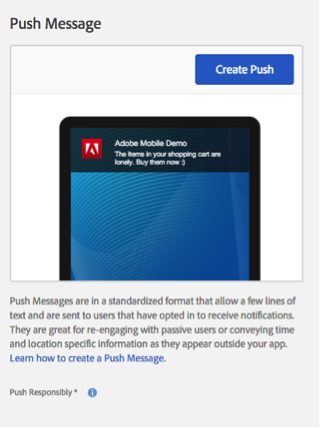 Push Message
Create Push
Adobe Mobile Demo
The items in your shopping cart are
lonely. Buy them now :)
Push Messages are in a standardized format that allow a few lines of
text and are sent to users that have opted in to receive notifications.
They are great for re-engaging with passive users or conveying time
and location specific information as they appear outside your app.
Learn how to create a Push Message.
Push Responsibly *